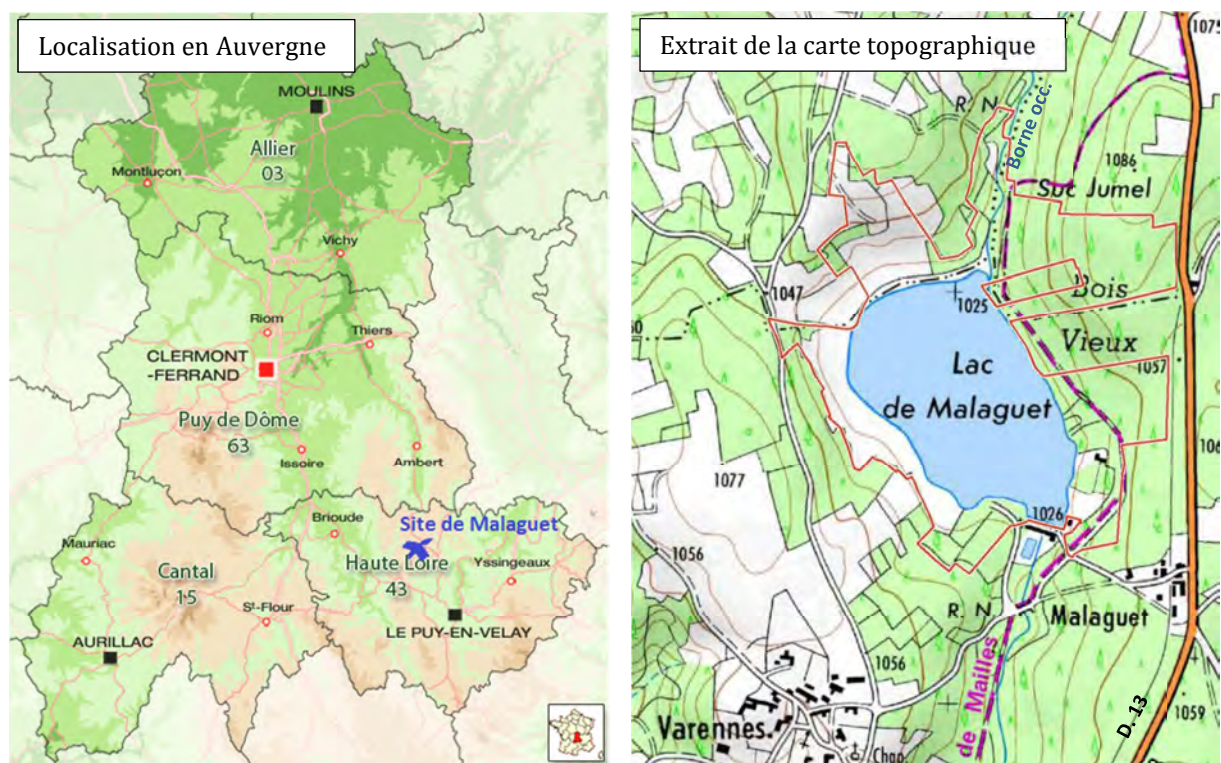 Localisation en Auvergne
MOULINS
Allier
03
Montluçon
Vichy
Riom
Thiers
CLERMONT
-FERRAND
Puy de Dôme
63
Issoire
Ambert
Brioude
Site de Malaguet
Mauriac
Haute Loire
43
Yssingeaux
Cantal
15
St-Flour
AURILLAC
LE PUY-EN-VELAY
Extrait de la carte topographique
1075
R. N.
Borne occ.
1086
Suc Jumel
1047
1025
Bois
Vieux
1057
Lac
de Malaguet
1077
1026
1056
R. N.
Malaguet
1056
de Mailles
Varennes.
Chap.
D. 13
1059